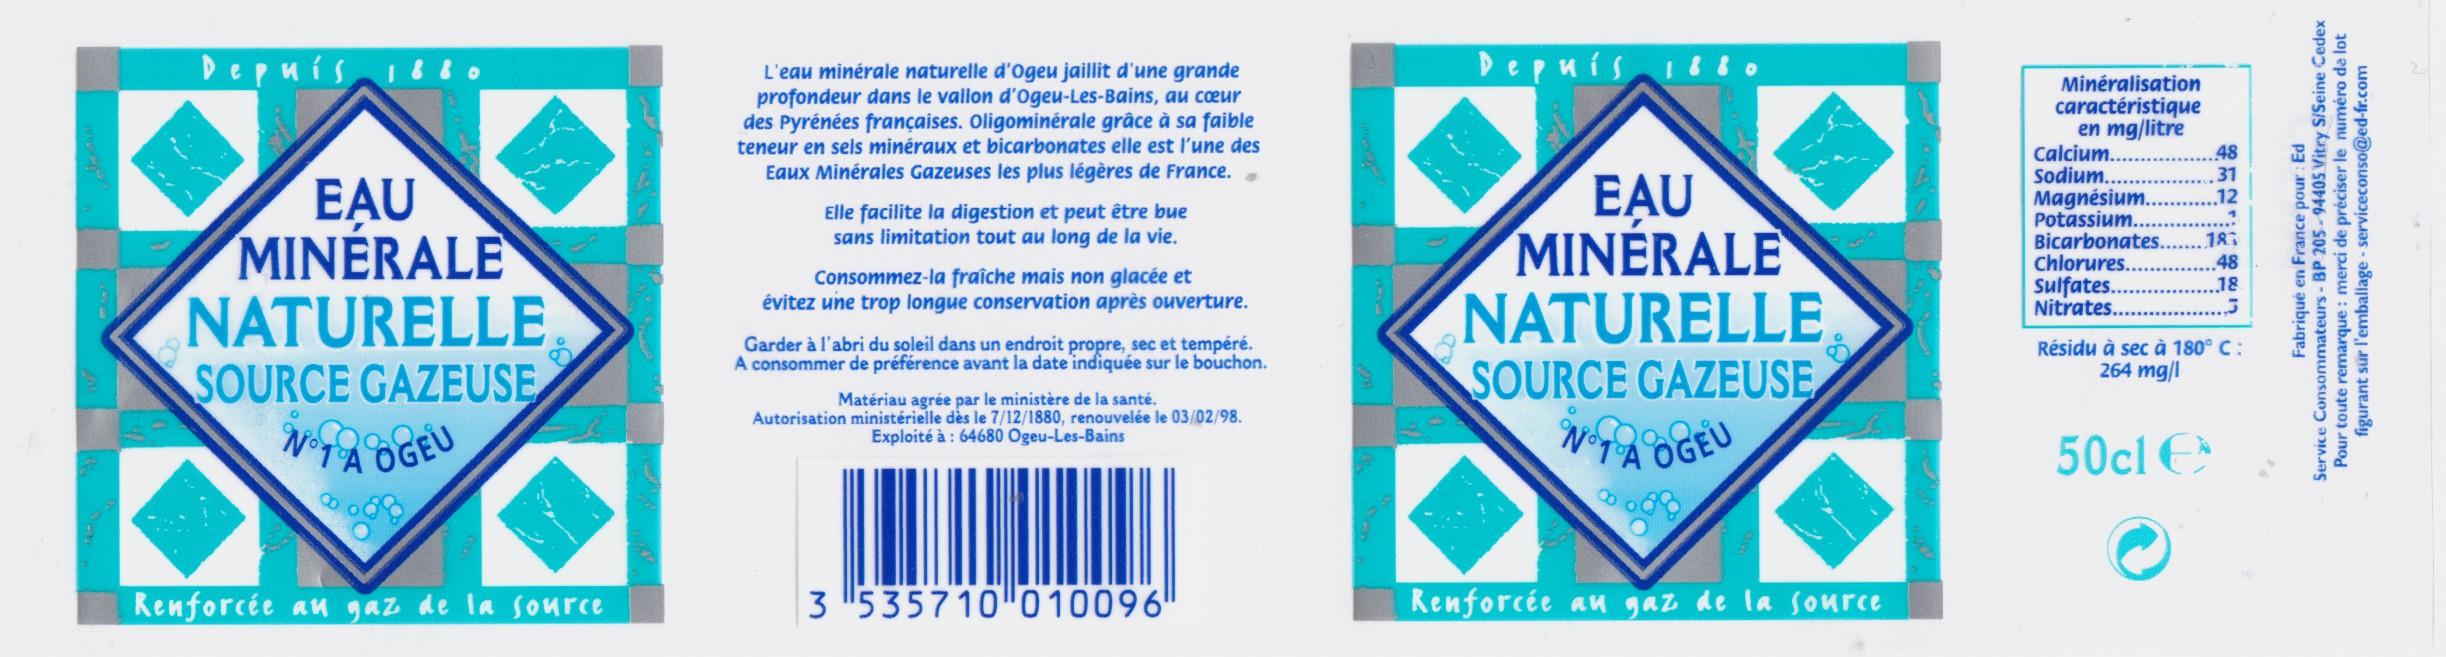 Depuis 1880
EAU
MINÉRALE
NATURELLE
SOURCE GAZEUSE
N°1 A OGEU
Renforcée au gaz de la source
L'eau minérale naturelle d'Ogeu jaillit d'une grande
profondeur dans le vallon d'Ogeu-Les-Bains, au cœur
des Pyrénées françaises. Oligominérale grâce à sa faible
teneur en sels minéraux et bicarbonates elle est l'une des
Eaux Minérales Gazeuses les plus légères de France.
Elle facilite la digestion et peut être bue
sans limitation tout au long de la vie.
Consommez-la fraîche mais non glacée et
évitez une trop longue conservation après ouverture.
Garder à l'abri du soleil dans un endroit propre, sec et tempéré.
A consommer de préférence avant la date indiquée sur le bouchon.
Matériau agrée par le ministère de la santé.
Autorisation ministérielle dès le 7/12/1880, renouvelée le 03/02/98.
Exploité à : 64680 Ogeu-Les-Bains
3 535710 010096
Depuis 1880
EAU
MINÉRALE
NATURELLE
SOURCE GAZEUSE
N°1 A OGEU
Renforcée au gaz de la source
Minéralisation
caractéristique
en mg/litre
Calcium................48
Sodium................31
Magnésium...........12
Potassium..............1
Bicarbonates.......183
Chlorures..............48
Sulfates................18
Nitrates.................5
Résidu à sec à 180° C :
264 mg/l
50cl e
Fabriqué en France pour : Ed
Service Consommateurs - BP 205 - 94405 Vitry S/Seine Cedex
Pour toute remarque : merci de préciser le numéro de lot
figurant sur l'emballage - serviceconso@ed-fr.com